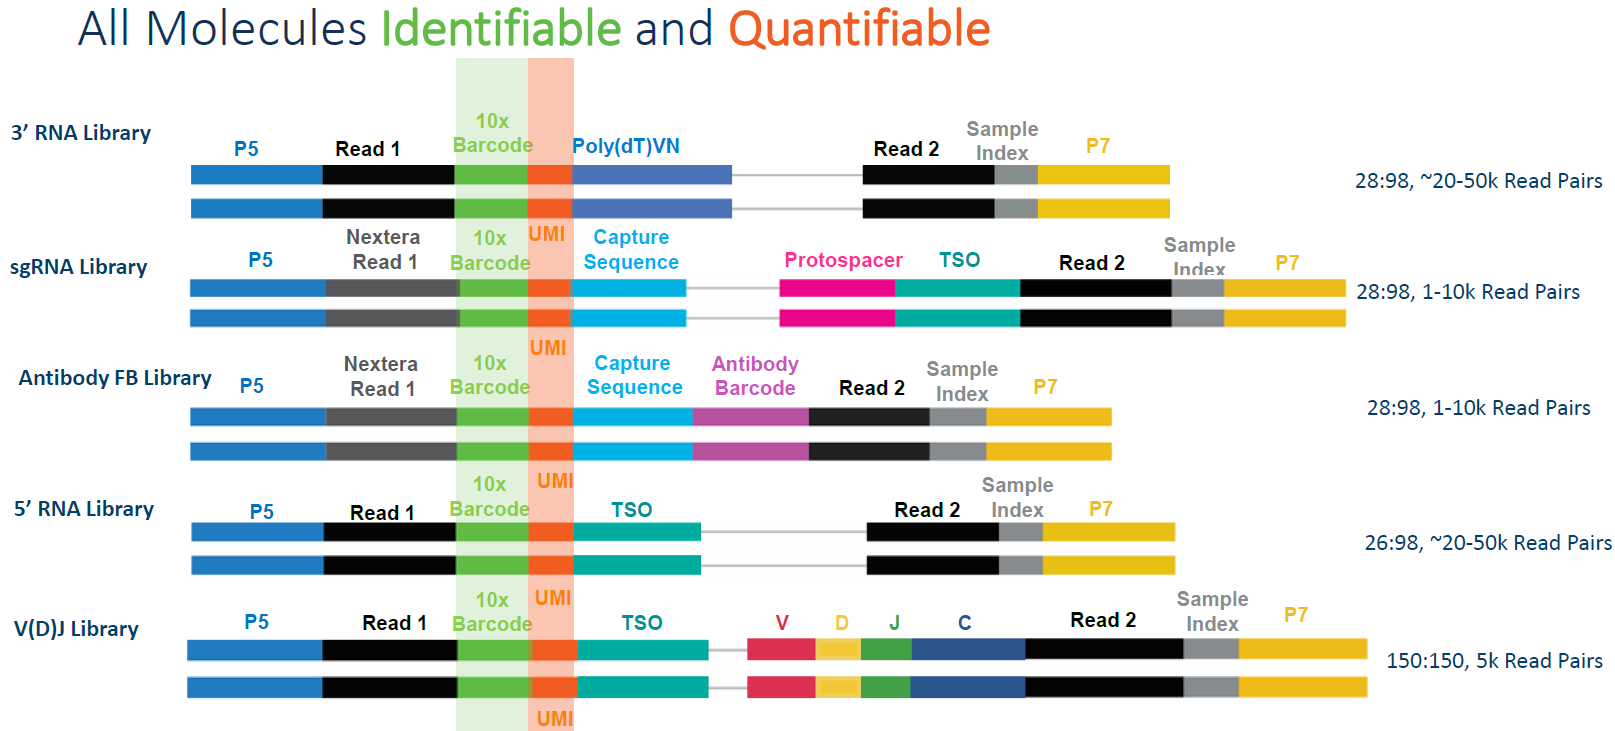 All Molecules Identifiable and Quantifiable
3’ RNA Library
P5
Read 1
10x
Barcode
Poly(dT)VN
Read 2
Sample
Index
P7
28:98, ~20-50k Read Pairs
UMI
sgRNA Library
P5
Nextera
Read 1
10x
Barcode
Capture
Sequence
Protospacer
TSO
Read 2
Sample
Index
P7
28:98, 1-10k Read Pairs
UMI
Antibody FB Library
P5
Nextera
Read 1
10x
Barcode
Capture
Sequence
Antibody
Barcode
Read 2
Sample
Index
P7
28:98, 1-10k Read Pairs
UMI
5’ RNA Library
P5
Read 1
10x
Barcode
TSO
Read 2
Sample
Index
P7
26:98, ~20-50k Read Pairs
UMI
V(D)J Library
P5
Read 1
10x
Barcode
TSO
V
D
J
C
Read 2
Sample
Index
P7
150:150, 5k Read Pairs
UMI